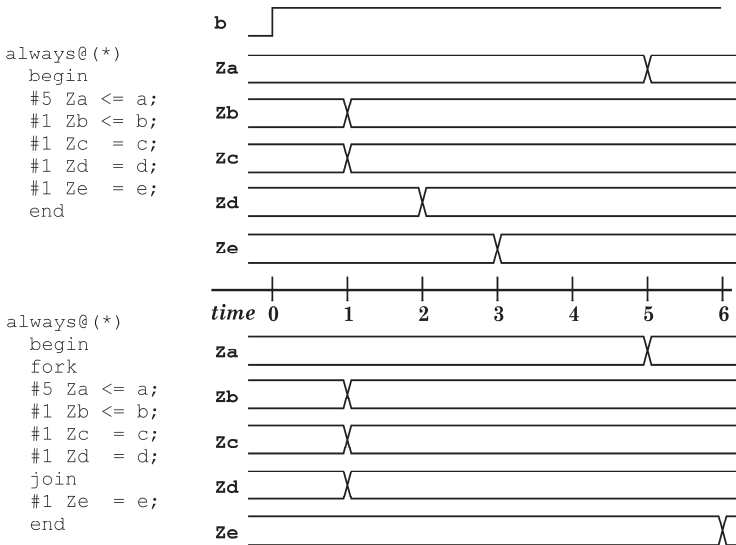 b
always@(*)
begin
#5 Za <= a;
#1 Zb <= b;
#1 Zc = c;
#1 Zd = d;
#1 Ze = e;
end
Za
Zb
Zc
Zd
Ze
time 0 1 2 3 4 5 6
always@(*)
begin
fork
#5 Za <= a;
#1 Zb <= b;
#1 Zc = c;
#1 Zd = d;
join
#1 Ze = e;
end
Za
Zb
Zc
Zd
Ze